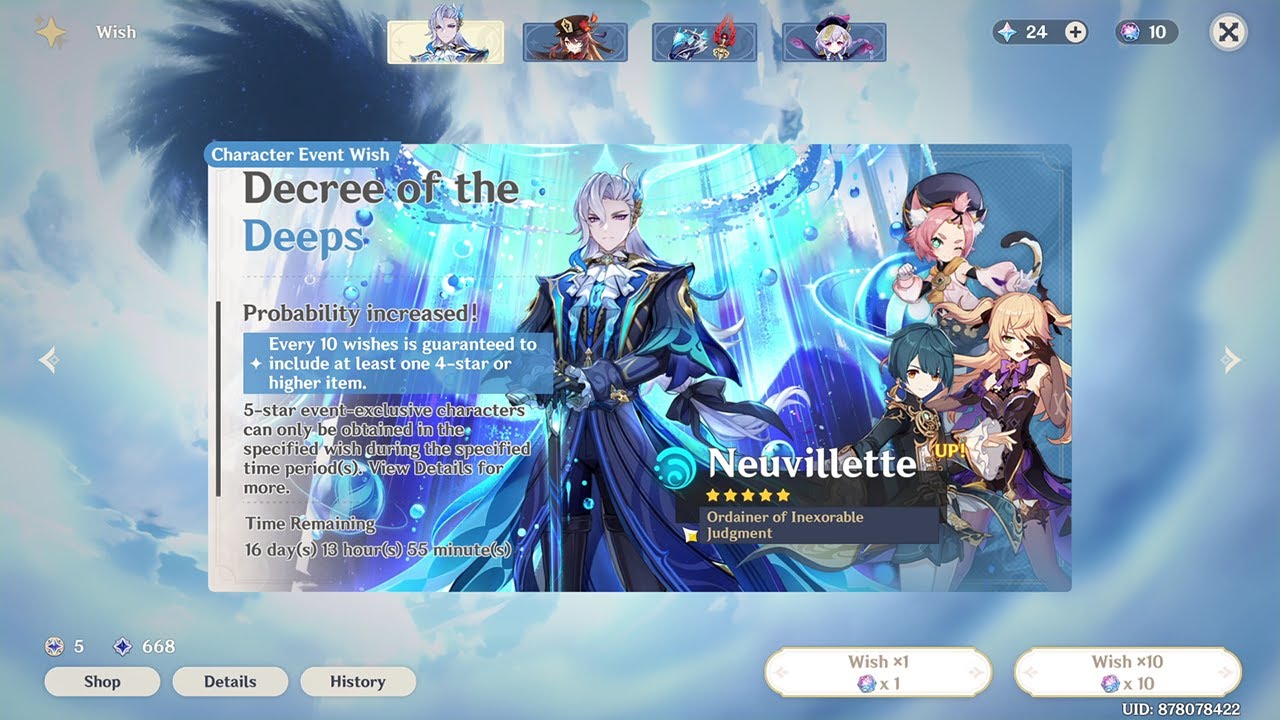 Wish
24
10
Character Event Wish
Decree of the
Deeps
Probability increased!
Every 10 wishes is guaranteed to
include at least one 4-star or
higher item.
5-star event-exclusive characters
can only be obtained in the
specified wish during the specified
time period(s). View Details for
more.
Time Remaining
16 day(s) 13 hour(s) 55 minute(s)
UP!
Neuvillette
Ordainer of Inexorable
Judgment
5
668
Shop
Details
History
Wish ×1
x 1
Wish ×10
x 10
UID: 878078422